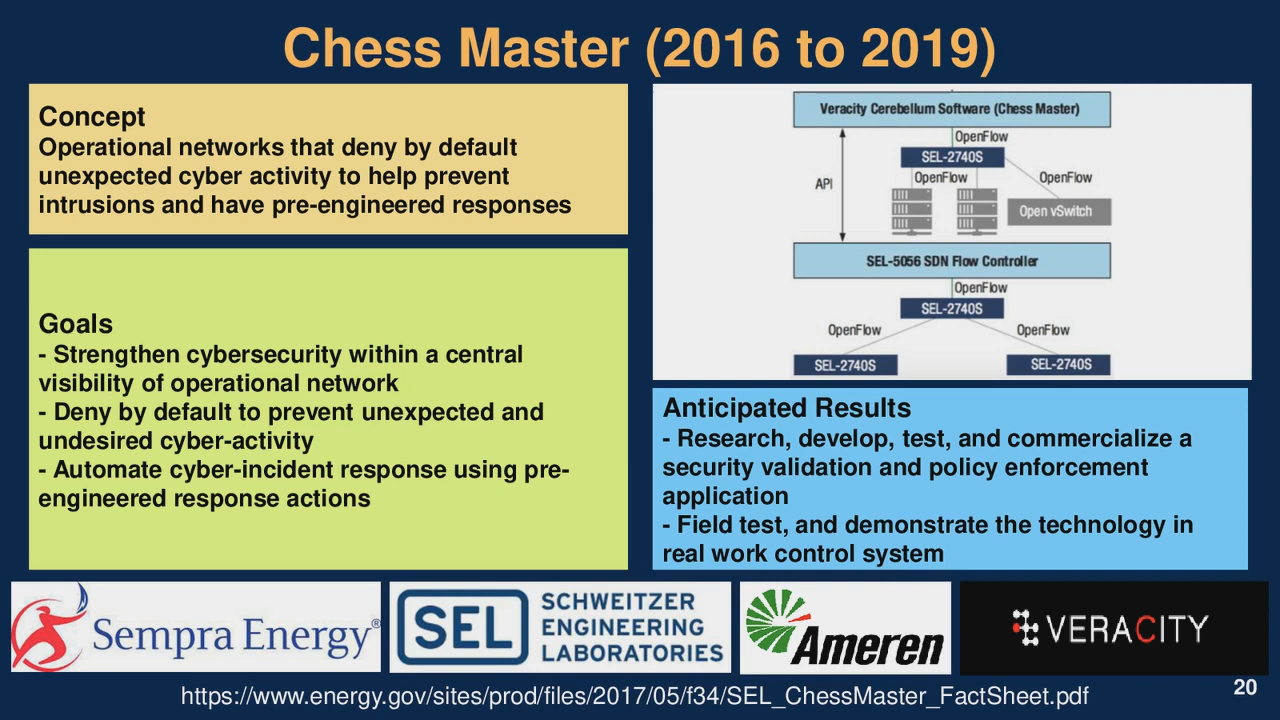 Chess Master (2016 to 2019)
Concept
Operational networks that deny by default
unexpected cyber activity to help prevent
intrusions and have pre-engineered responses
Goals
- Strengthen cybersecurity within a central
visibility of operational network
- Deny by default to prevent unexpected and
undesired cyber-activity
- Automate cyber-incident response using pre-
engineered response actions
Veracity Cerebellum Software (Chess Master)
OpenFlow
SEL-2740S
OpenFlow
OpenFlow
API
Open vSwitch
SEL-5056 SDN Flow Controller
OpenFlow
SEL-2740S
OpenFlow
OpenFlow
SEL-2740S
SEL-2740S
Anticipated Results
- Research, develop, test, and commercialize a
security validation and policy enforcement
application
- Field test, and demonstrate the technology in
real work control system
Sempra Energy®
SEL
SCHWEITZER
ENGINEERING
LABORATORIES
Ameren
VERACITY
https://www.energy.gov/sites/prod/files/2017/05/f34/SEL_ChessMaster_FactSheet.pdf
20